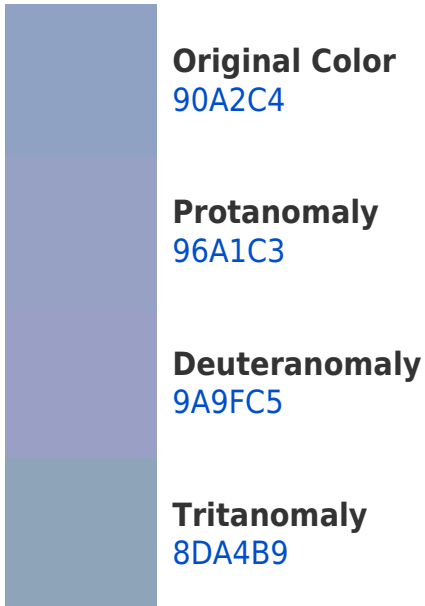 Original Color
90A2C4
Protanomaly
96A1C3
Deuteranomaly
9A9FC5
Tritanomaly
8DA4B9